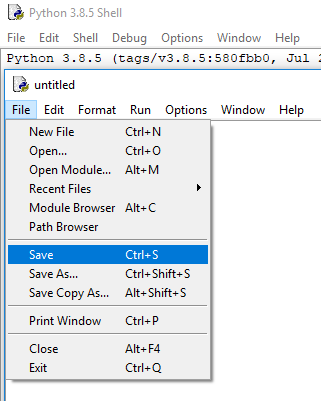 Python 3.8.5 Shell
File Edit Shell Debug Options Window Help
Python 3.8.5 (tags/v3.8.5:580fbb0, Jul 2
untitled
File Edit Format Run Options Window Help
New File Ctrl+N
Open... Ctrl+O
Open Module... Alt+M
Recent Files
Module Browser Alt+C
Path Browser
Save Ctrl+S
Save As... Ctrl+Shift+S
Save Copy As... Alt+Shift+S
Print Window Ctrl+P
Close Alt+F4
Exit Ctrl+Q